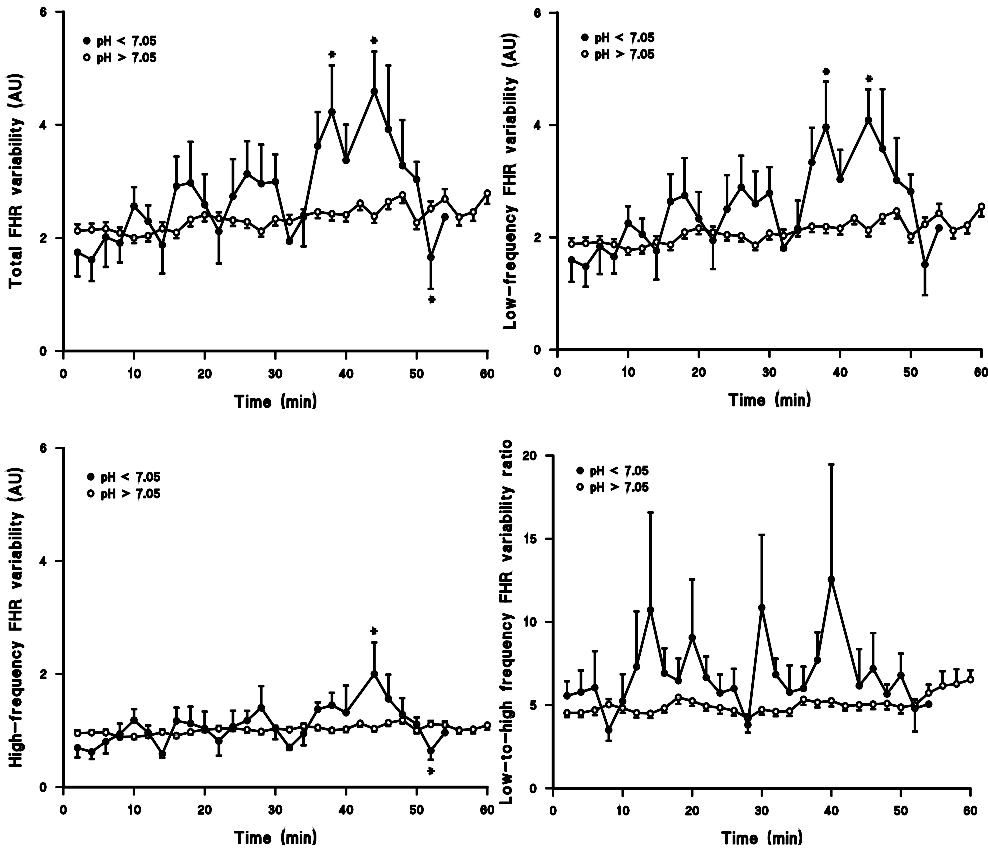 Total FHR variability (AU)
6
4
2
0
pH < 7.05
pH > 7.05
*
*
*
0 10 20 30 40 50 60
Time (min)
Low-frequency FHR variability (AU)
6
4
2
0
pH < 7.05
pH > 7.05
*
*
0 10 20 30 40 50 60
Time (min)
High-frequency FHR variability (AU)
6
4
2
0
pH < 7.05
pH > 7.05
*
*
0 10 20 30 40 50 60
Time (min)
Low-to-high frequency FHR variability ratio
20
15
10
5
0
pH < 7.05
pH > 7.05
0 10 20 30 40 50 60
Time (min)